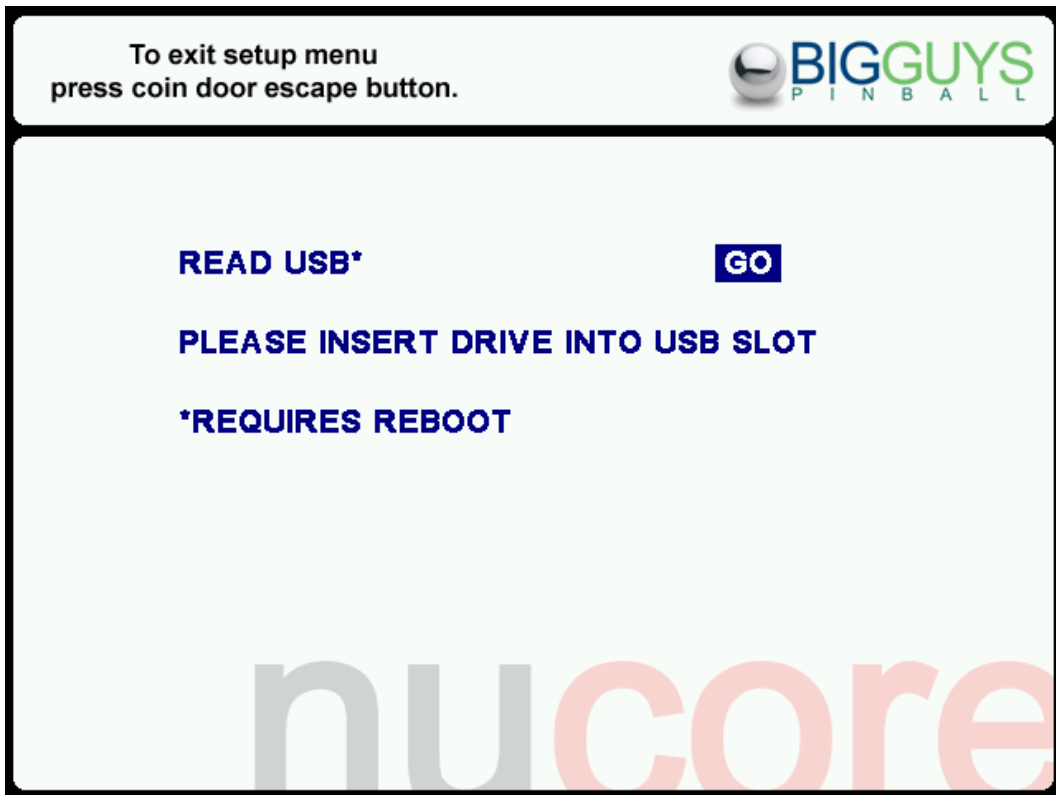 To exit setup menu
press coin door escape button.
BIGGUYS
PINBALL
READ USB* GO
PLEASE INSERT DRIVE INTO USB SLOT
*REQUIRES REBOOT
nucore